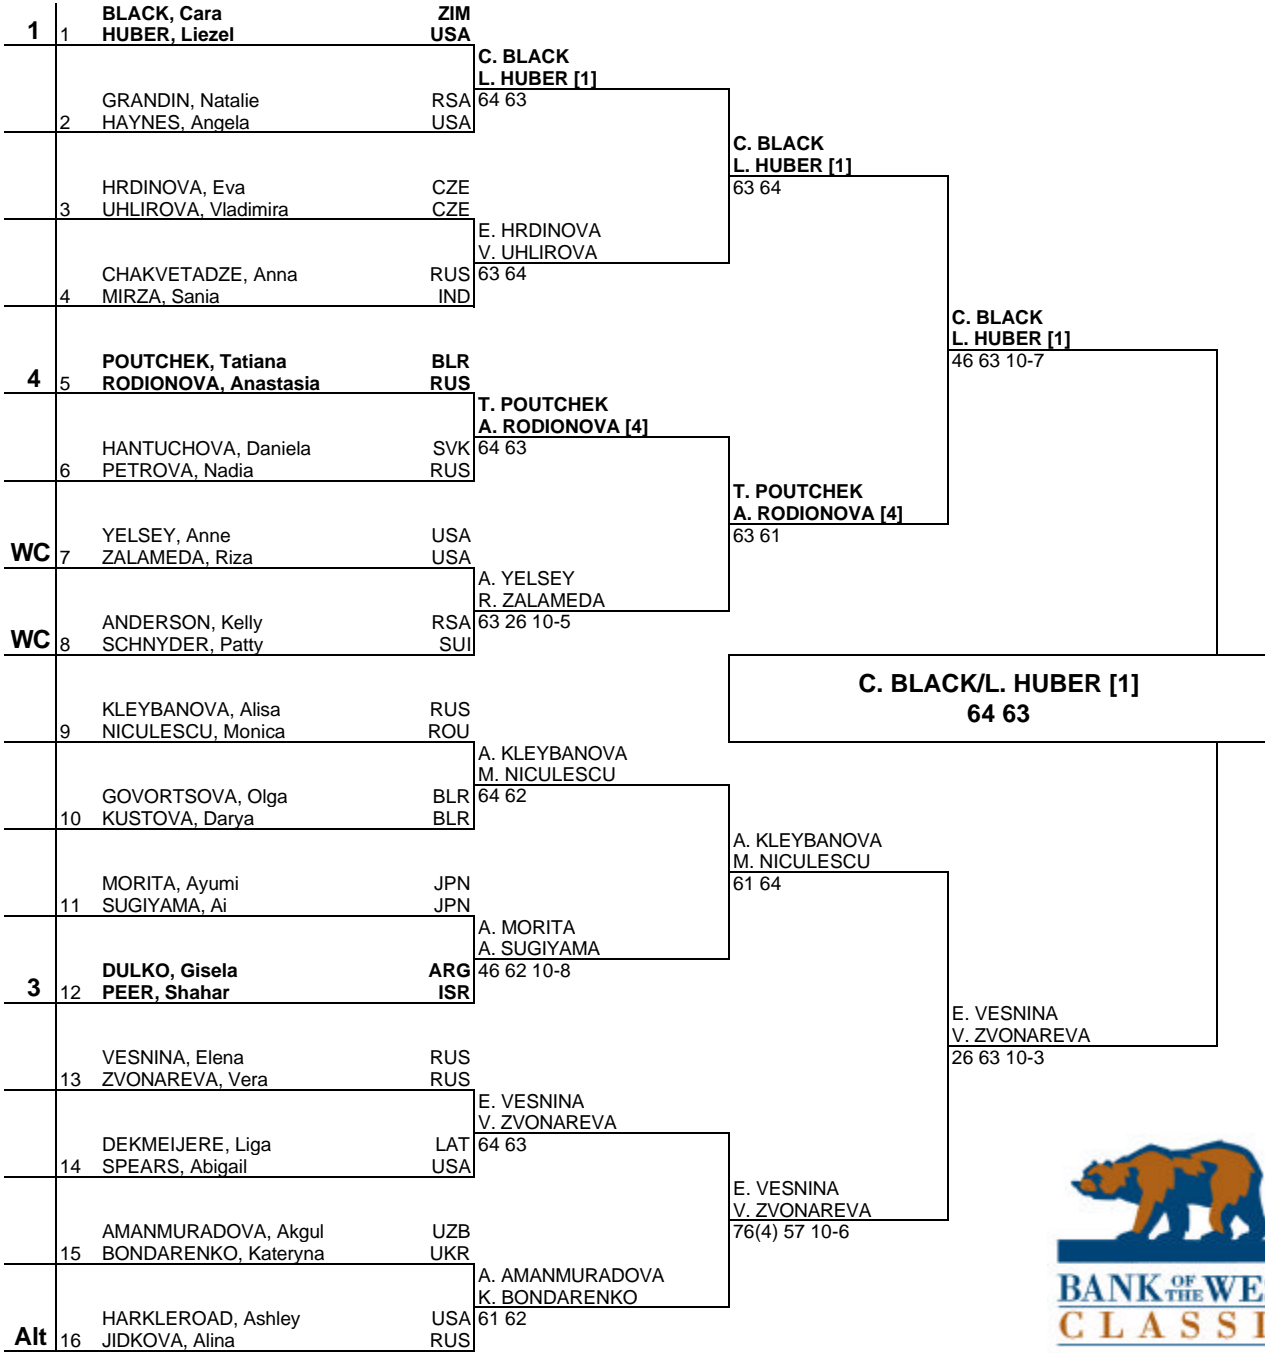 BLACK, Cara ZIM
1 1 HUBER, Liezel USA
C. BLACK
L. HUBER [1]
GRANDIN, Natalie RSA 64 63
2 HAYNES, Angela USA
C. BLACK
L. HUBER [1]
HRDINOVA, Eva CZE 63 64
3 UHLIROVA, Vladimira CZE
E. HRDINOVA
V. UHLIROVA
CHAKVETADZE, Anna RUS 63 64
4 MIRZA, Sania IND
C. BLACK
L. HUBER [1]
POUTCHEK, Tatiana BLR 46 63 10-7
4 5 RODIONOVA, Anastasia RUS
T. POUTCHEK
A. RODIONOVA [4]
HANTUCHOVA, Daniela SVK 64 63
6 PETROVA, Nadia RUS
T. POUTCHEK
A. RODIONOVA [4]
YELSEY, Anne USA 63 61
WC 7 ZALAMEDA, Riza USA
A. YELSEY
R. ZALAMEDA
ANDERSON, Kelly RSA 63 26 10-5
WC 8 SCHNYDER, Patty SUI
C. BLACK/L. HUBER [1]
KLEYBANOVA, Alisa RUS 64 63
9 NICULESCU, Monica ROU
A. KLEYBANOVA
M. NICULESCU
GOVORTSOVA, Olga BLR 64 62
10 KUSTOVA, Darya BLR
A. KLEYBANOVA
M. NICULESCU
MORITA, Ayumi JPN 61 64
11 SUGIYAMA, Ai JPN
A. MORITA
A. SUGIYAMA
DULKO, Gisela ARG 46 62 10-8
3 12 PEER, Shahar ISR
E. VESNINA
V. ZVONAREVA
VESNINA, Elena RUS 26 63 10-3
13 ZVONAREVA, Vera RUS
E. VESNINA
V. ZVONAREVA
DEKMEIJERE, Liga LAT 64 63
14 SPEARS, Abigail USA
E. VESNINA
V. ZVONAREVA
AMANMURADOVA, Akgul UZB 76(4) 57 10-6
15 BONDARENKO, Kateryna UKR
A. AMANMURADOVA
K. BONDARENKO
HARKLEROAD, Ashley USA 61 62
Alt 16 JIDKOVA, Alina RUS
BANK OF THE WE
CLASSI